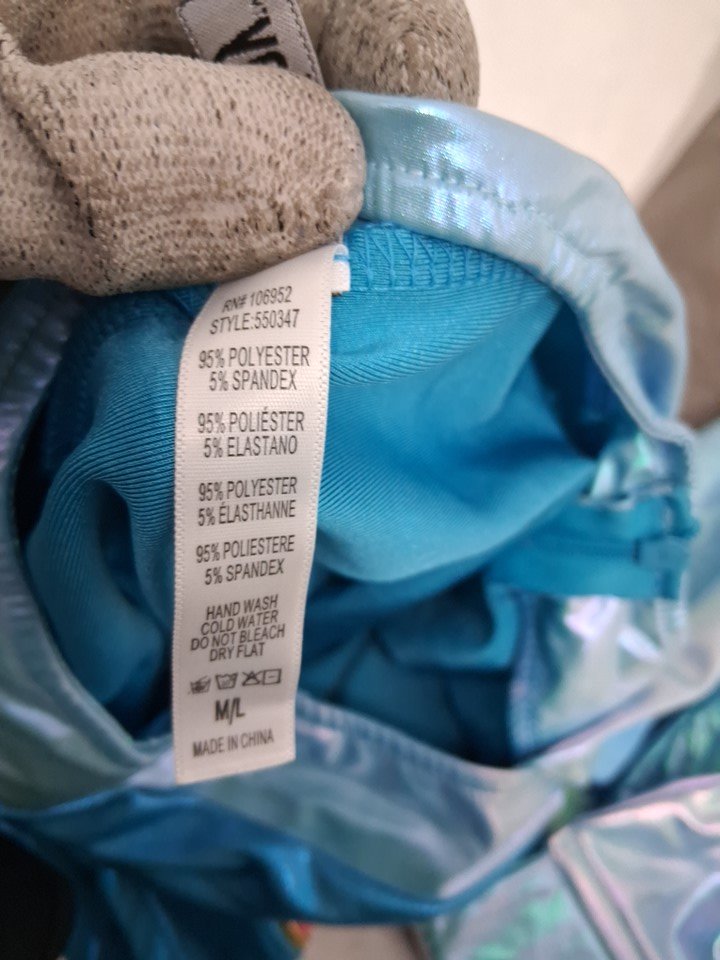 RN# 106952
STYLE:550347
95% POLYESTER
5% SPANDEX
95% POLIÉSTER
5% ELASTANO
95% POLYESTER
5% ÉLASTHANNE
95% POLIESTERE
5% SPANDEX
HAND WASH
COLD WATER
DO NOT BLEACH
DRY FLAT
M/L
MADE IN CHINA